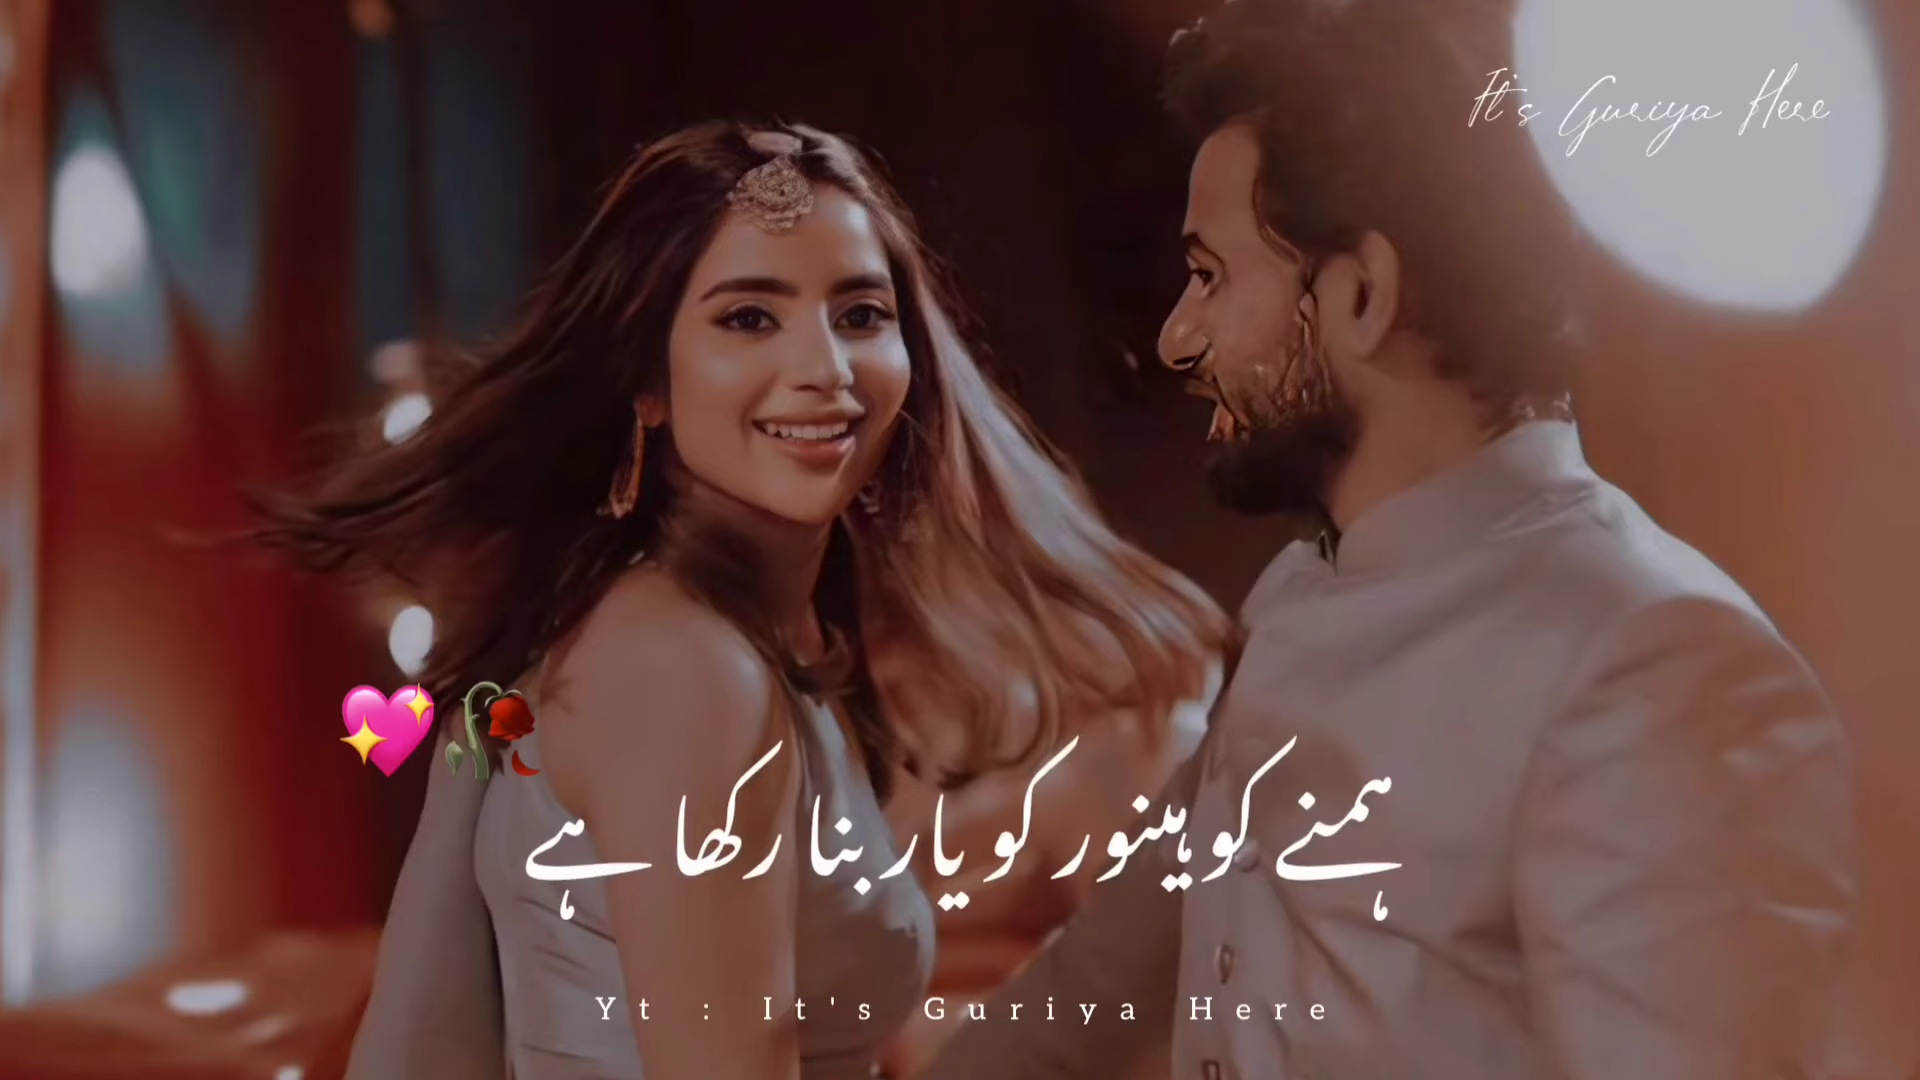 It's Guriya Here
💖🥀
ہمنے کوہینور کو یار بنا رکھا ہے
Yt : It's Guriya Here